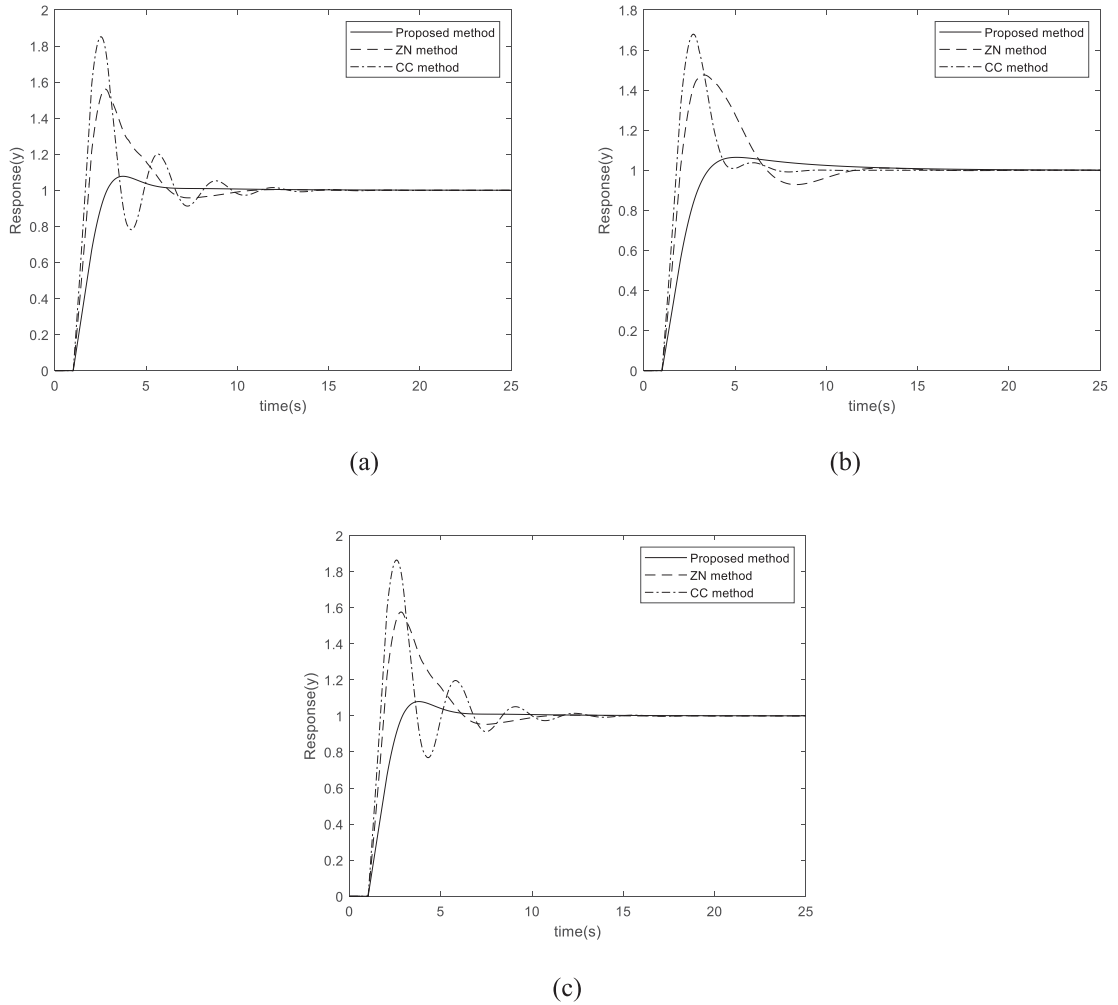 2
1.8
1.6
1.4
1.2
1
0.8
0.6
0.4
0.2
0
Response(y)
0 5 10 15 20 25
time(s)
Proposed method
ZN method
CC method
(a)
1.8
1.6
1.4
1.2
1
0.8
0.6
0.4
0.2
0
Response(y)
0 5 10 15 20 25
time(s)
Proposed method
ZN method
CC method
(b)
2
1.8
1.6
1.4
1.2
1
0.8
0.6
0.4
0.2
0
Response(y)
0 5 10 15 20 25
time(s)
Proposed method
ZN method
CC method
(c)